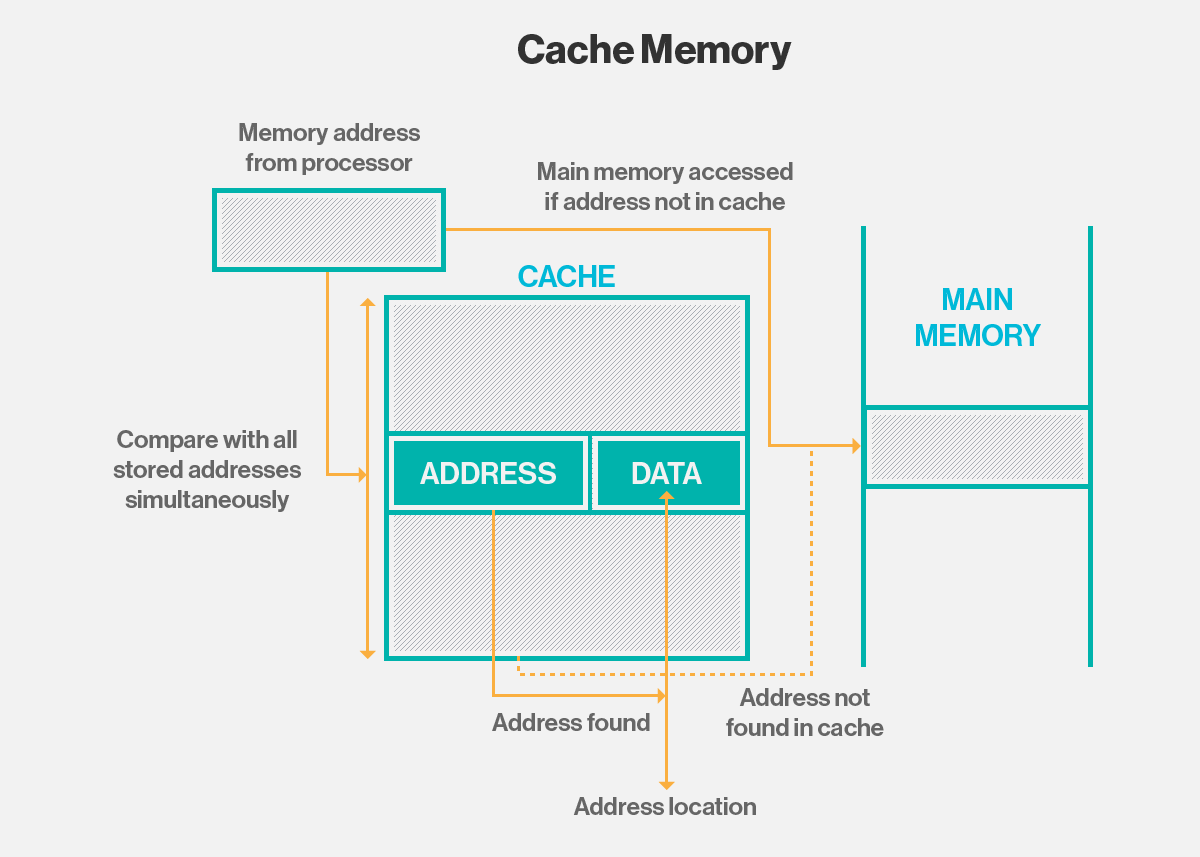 Cache Memory
Memory address
from processor
Main memory accessed
if address not in cache
CACHE
MAIN
MEMORY
Compare with all
stored addresses
simultaneously
ADDRESS
DATA
Address found
Address not
found in cache
Address location